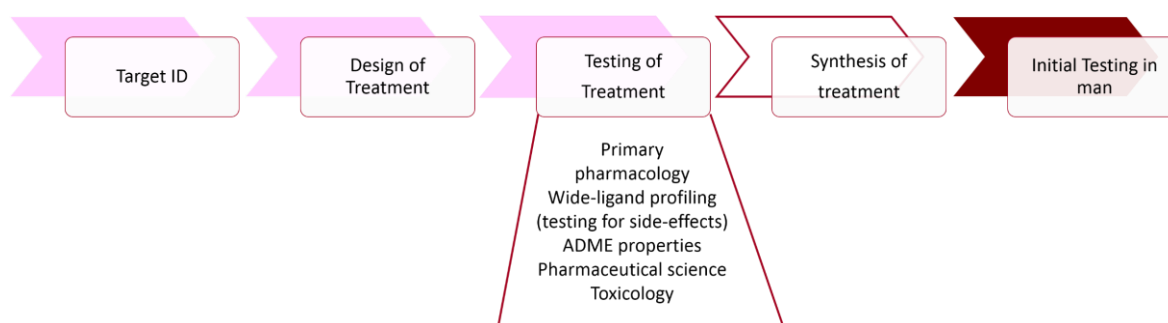 Target ID
Design of
Treatment
Testing of
Treatment
Synthesis of
treatment
Initial Testing in
man
Primary
pharmacology
Wide-ligand profiling
(testing for side-effects)
ADME properties
Pharmaceutical science
Toxicology